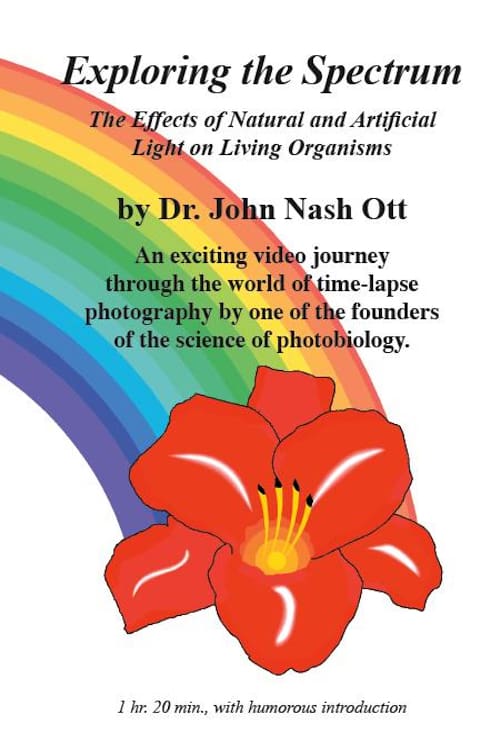 Exploring the Spectrum
The Effects of Natural and Artificial
Light on Living Organisms
by Dr. John Nash Ott
An exciting video journey
through the world of time-lapse
photography by one of the founders
of the science of photobiology.
1 hr. 20 min., with humorous introduction